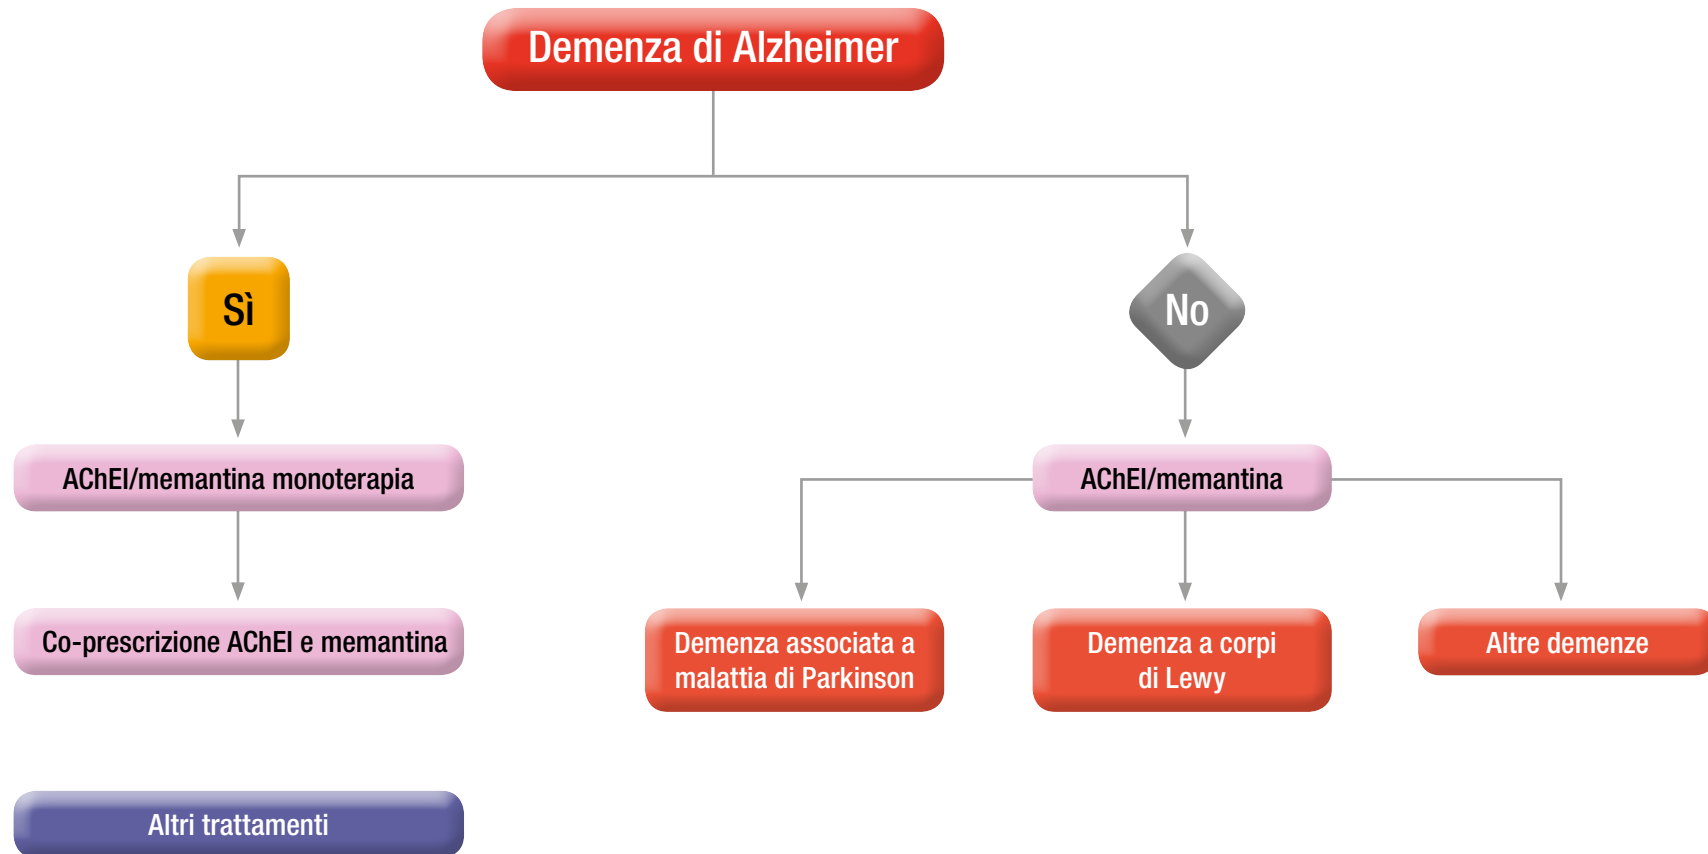 Demenza di Alzheimer
Sì
No
AChEI/memantina monoterapia
AChEI/memantina
Co-prescrizione AChEI e memantina
Demenza associata a
malattia di Parkinson
Demenza a corpi
di Lewy
Altre demenze
Altri trattamenti